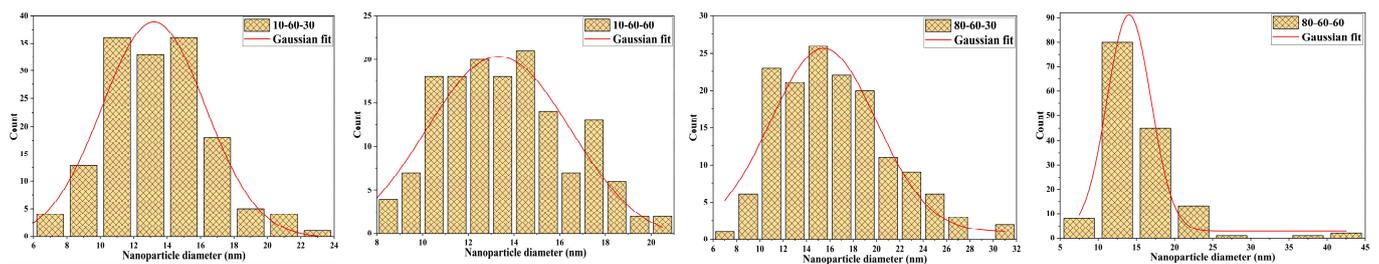 10-60-30
Gaussian fit
Count
40
35
30
25
20
15
10
5
0
6 8 10 12 14 16 18 20 22 24
Nanoparticle diameter (nm)
10-60-60
Gaussian fit
Count
25
20
15
10
5
0
8 10 12 14 16 18 20
Nanoparticle diameter (nm)
80-60-30
Gaussian fit
Count
30
25
20
15
10
5
0
6 8 10 12 14 16 18 20 22 24 26 28 30 32
Nanoparticle diameter (nm)
80-60-60
Gaussian fit
Count
90
80
70
60
50
40
30
20
10
0
5 10 15 20 25 30 35 40 45
Nanoparticle diameter (nm)